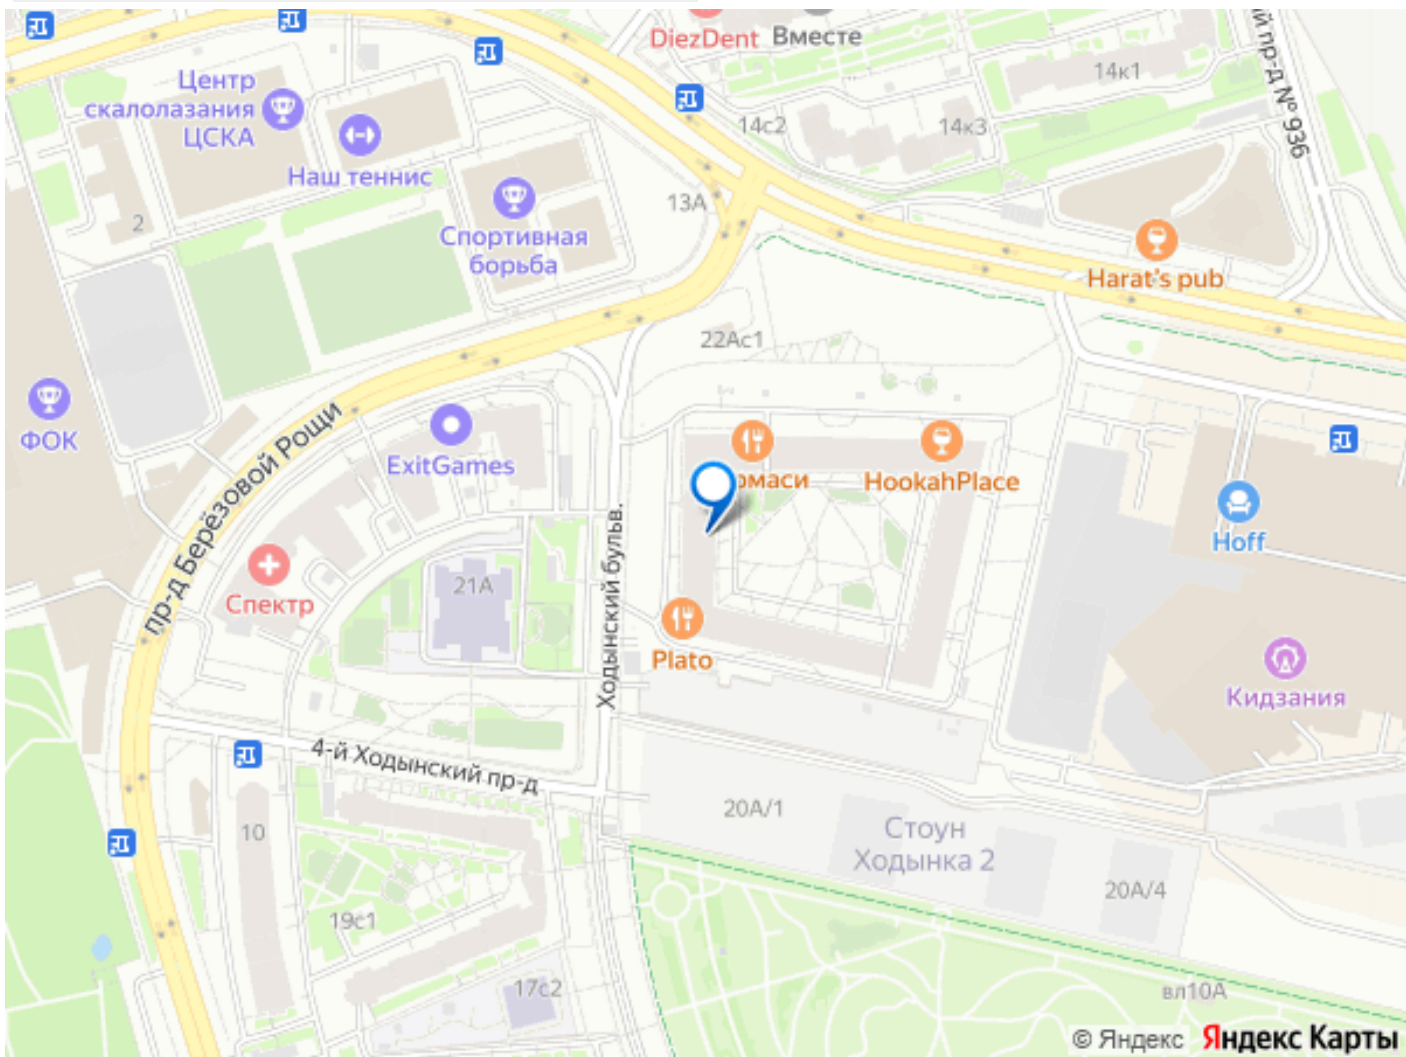 DiezDent
Вместе
Центр
скалолазания
ЦСКА
Наш теннис
2
Спортивная
борьба
13А
14с2
14к3
14к1
й пр-д № 936
Harat's pub
22Ас1
ФОК
ExitGames
пр-д Берёзовой Рощи
Спектр
21А
Ходынский бульв.
омаси
HookahPlace
Plato
Hoff
Кидзания
4-й Ходынский пр-д
10
19с1
17с2
20А/1
Стоун
Ходынка 2
20А/4
вл10А
© Яндекс Яндекс Карты